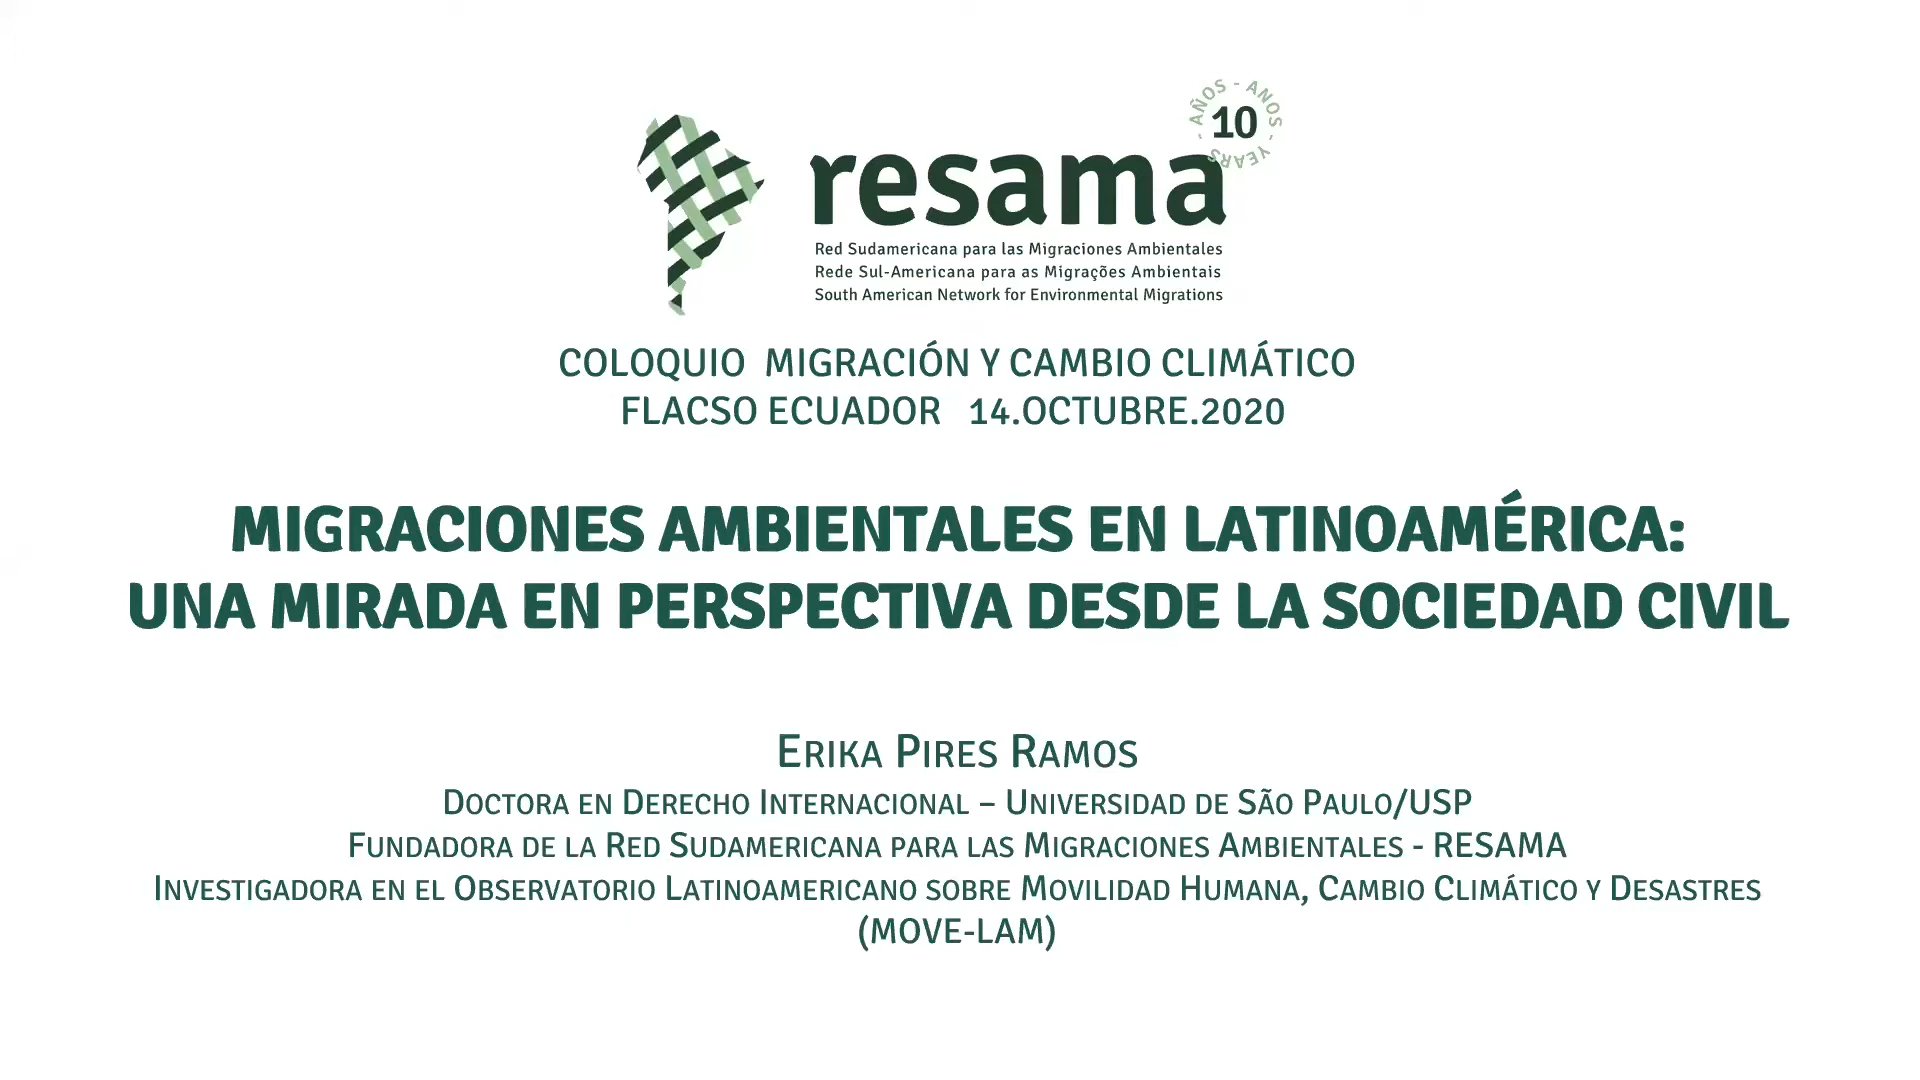 AÑOS - ANOS - YEARS -
10
resama
Red Sudamericana para las Migraciones Ambientales
Rede Sul-Americana para as Migrações Ambientais
South American Network for Environmental Migrations
COLOQUIO MIGRACIÓN Y CAMBIO CLIMÁTICO
FLACSO ECUADOR 14.OCTUBRE.2020
MIGRACIONES AMBIENTALES EN LATINOAMÉRICA:
UNA MIRADA EN PERSPECTIVA DESDE LA SOCIEDAD CIVIL
ERIKA PIRES RAMOS
DOCTORA EN DERECHO INTERNACIONAL – UNIVERSIDAD DE SÃO PAULO/USP
FUNDADORA DE LA RED SUDAMERICANA PARA LAS MIGRACIONES AMBIENTALES - RESAMA
INVESTIGADORA EN EL OBSERVATORIO LATINOAMERICANO SOBRE MOVILIDAD HUMANA, CAMBIO CLIMÁTICO Y DESASTRES
(MOVE-LAM)